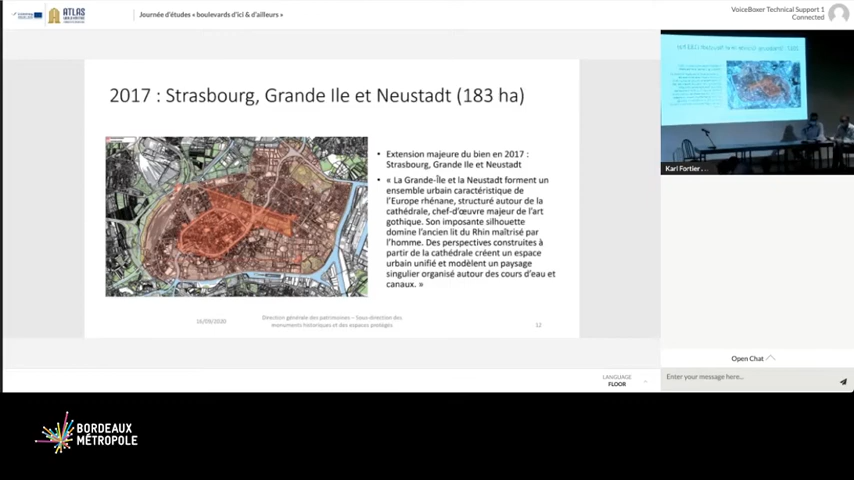 ATLAS
Journée d'études « boulevards d'ici & d'ailleurs »
VoiceBoxer Technical Support 1
Connected
2017 : Strasbourg, Grande Ile et Neustadt (183 ha)
• Extension majeure du bien en 2017 :
Strasbourg, Grande Ile et Neustadt
• « La Grande-Île et la Neustadt forment un
ensemble urbain caractéristique de
l'Europe rhénane, structuré autour de la
cathédrale, chef-d'œuvre majeur de l'art
gothique. Son imposante silhouette
domine l'ancien lit du Rhin maîtrisé par
l'homme. Des perspectives construites à
partir de la cathédrale créent un espace
urbain unifié et modèlent un paysage
singulier organisé autour des cours d'eau et
canaux. »
16/09/2020
Direction générale des patrimoines – Sous-direction des
monuments historiques et des espaces protégés
12
Karl Fortier ...
Open Chat
LANGUAGE
FLOOR
Enter your message here...
BORDEAUX
MÉTROPOLE